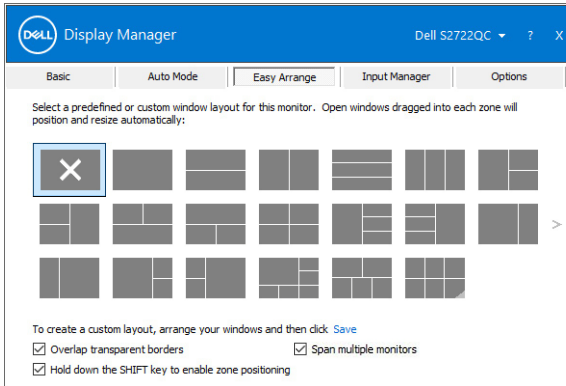 DELL Display Manager Dell S2722QC ? X
Basic Auto Mode Easy Arrange Input Manager Options
Select a predefined or custom window layout for this monitor. Open windows dragged into each zone will
position and resize automatically:
>
To create a custom layout, arrange your windows and then click Save
Overlap transparent borders Span multiple monitors
Hold down the SHIFT key to enable zone positioning